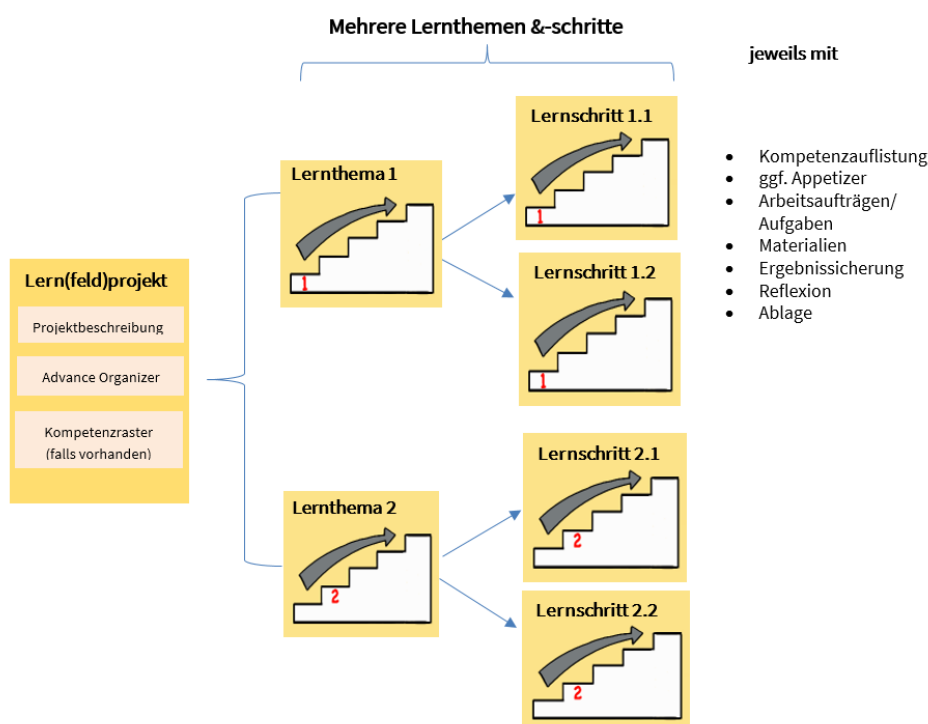 Mehrere Lernthemen &-schritte
jeweils mit
Lern(feld)projekt
Projektbeschreibung
Advance Organizer
Kompetenzraster
(falls vorhanden)
Lernthema 1
1
Lernschritt 1.1
1
Lernschritt 1.2
1
Lernthema 2
2
Lernschritt 2.1
2
Lernschritt 2.2
2
• Kompetenzauflistung
• ggf. Appetizer
• Arbeitsaufträgen/
Aufgaben
• Materialien
• Ergebnissicherung
• Reflexion
• Ablage